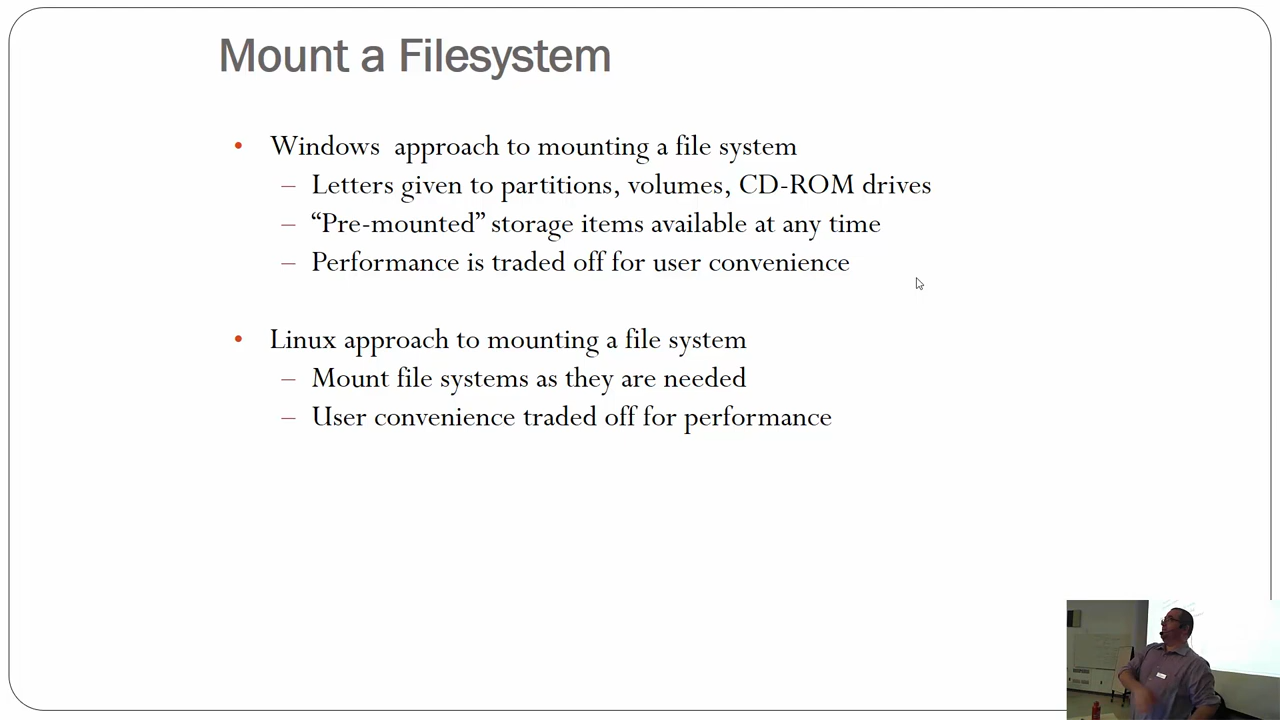 Mount a Filesystem
• Windows approach to mounting a file system
– Letters given to partitions, volumes, CD-ROM drives
– “Pre-mounted” storage items available at any time
– Performance is traded off for user convenience
• Linux approach to mounting a file system
– Mount file systems as they are needed
– User convenience traded off for performance